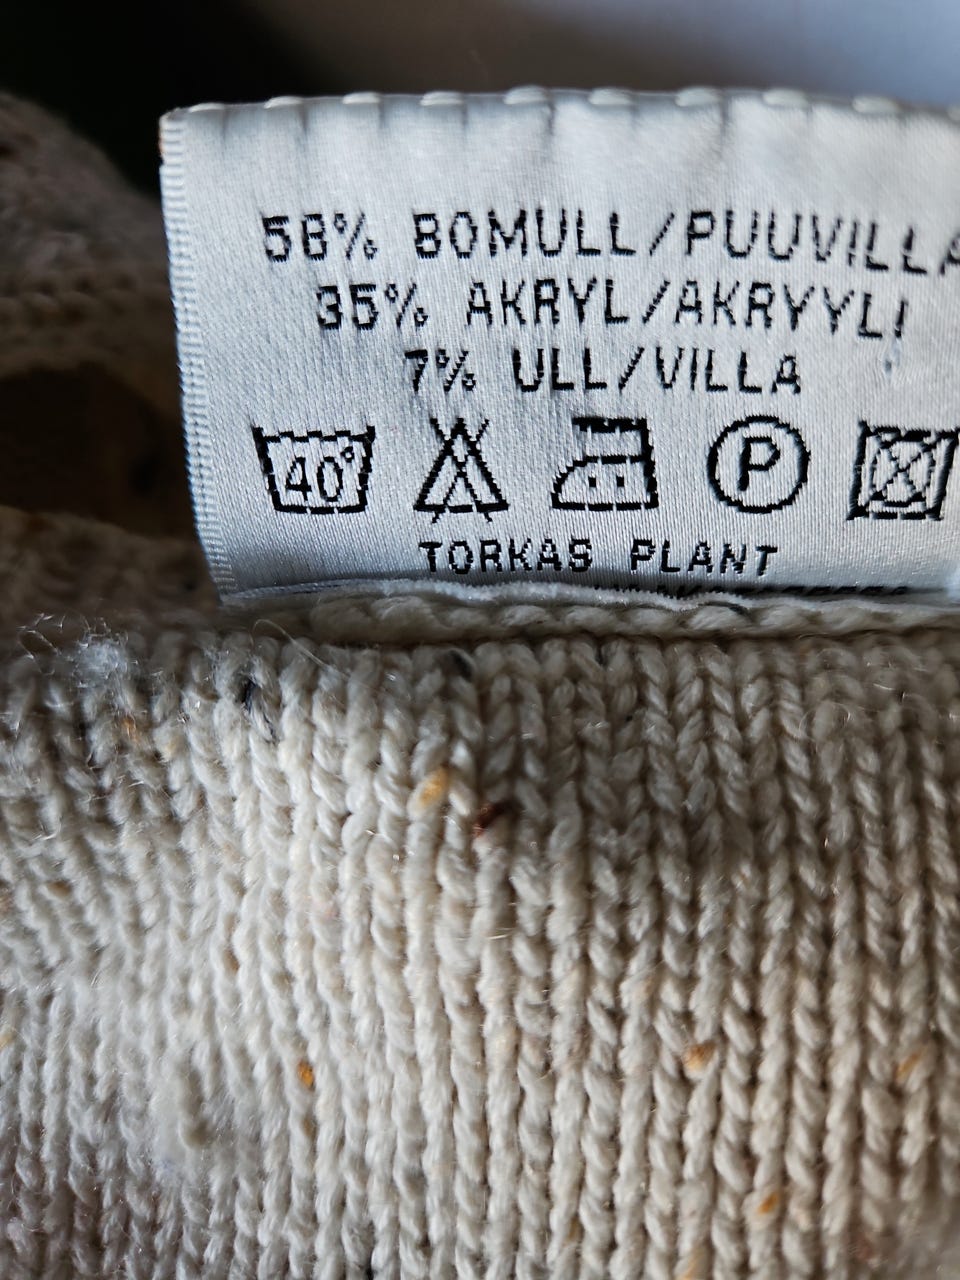 58% BOMULL/PUUVILLA
35% AKRYL/AKRYYLI
7% ULL/VILLA
40° P
TORKAS PLANT